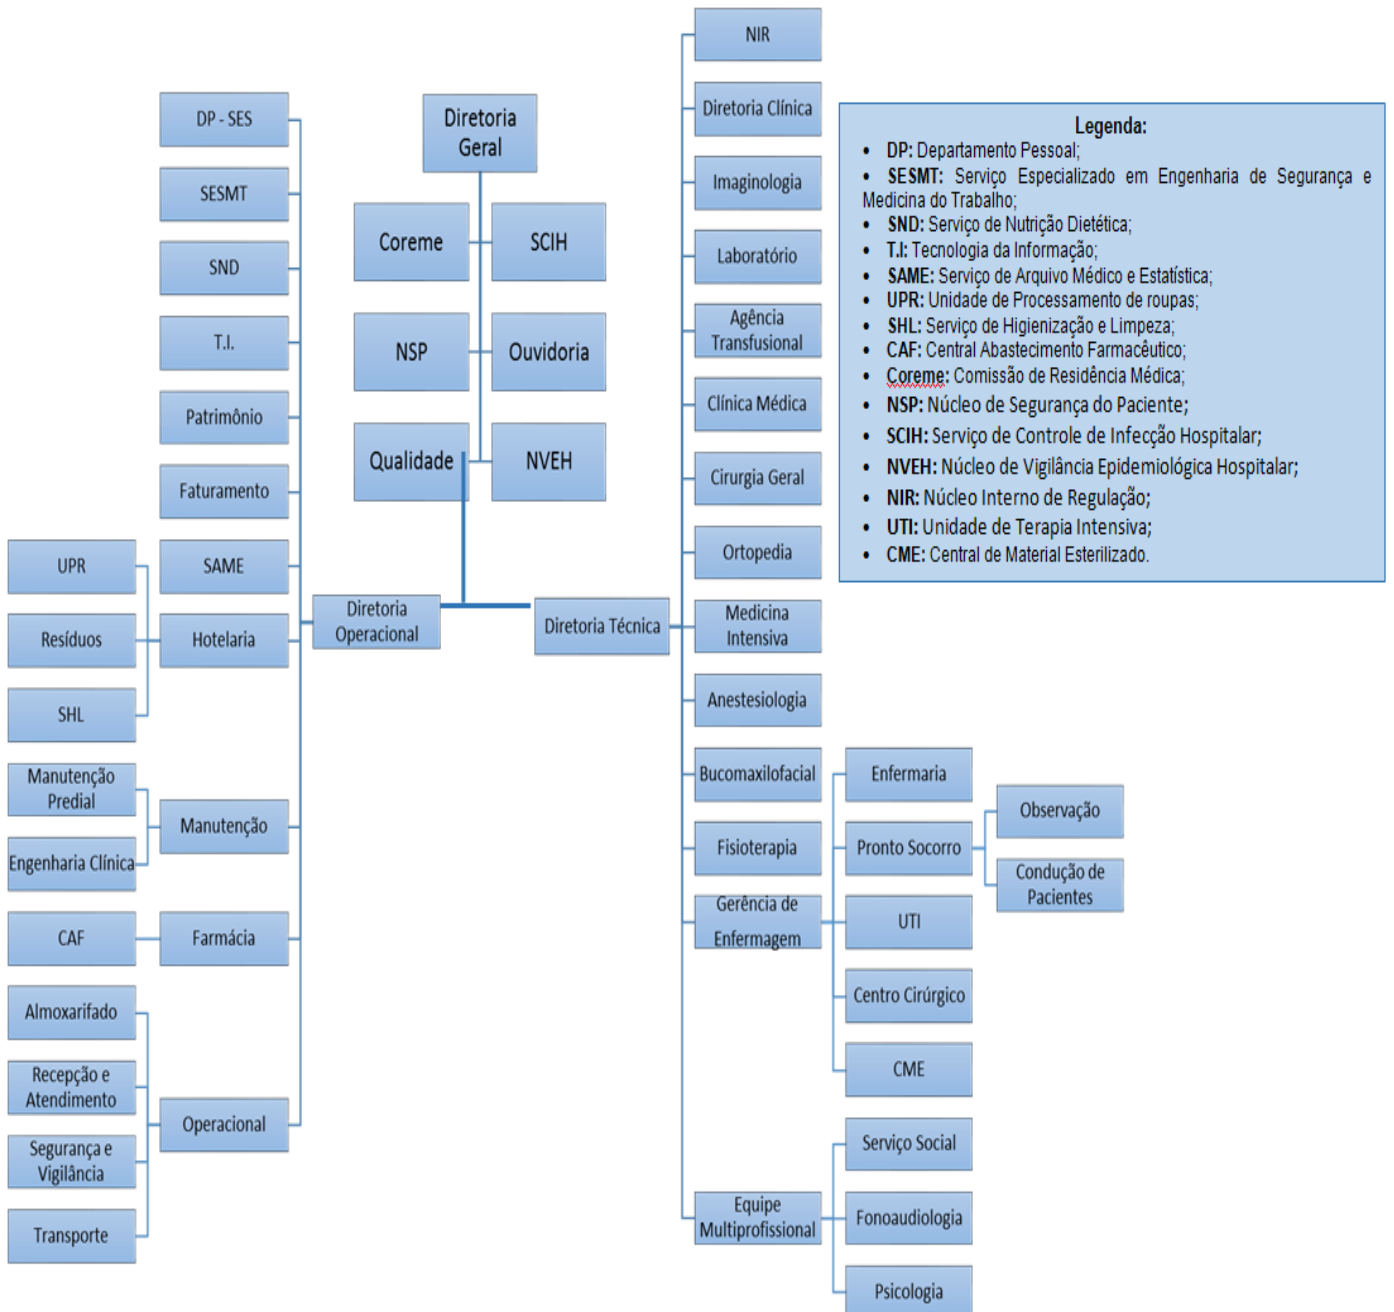 NIR
DP - SES
Diretoria
Geral
Diretoria Clínica
SESMT
Imaginologia
Coreme
SCIH
SND
Laboratório
T.I.
NSP
Ouvidoria
Agência
Transfusional
Patrimônio
Clínica Médica
Faturamento
Qualidade
NVEH
Cirurgia Geral
UPR
SAME
Ortopedia
Resíduos
Hotelaria
Diretoria
Operacional
Diretoria Técnica
Medicina
Intensiva
SHL
Anestesiologia
Manutenção
Predial
Manutenção
Engenharia Clínica
Bucomaxilofacial
Enfermaria
Observação
Fisioterapia
Pronto Socorro
Condução de
Pacientes
CAF
Farmácia
Gerência de
Enfermagem
UTI
Almoxarifado
Centro Cirúrgico
Recepção e
Atendimento
CME
Operacional
Segurança e
Vigilância
Serviço Social
Transporte
Equipe
Multiprofissional
Fonoaudiologia
Psicologia
Legenda:
• DP: Departamento Pessoal;
• SESMT: Serviço Especializado em Engenharia de Segurança e
Medicina do Trabalho;
• SND: Serviço de Nutrição Dietética;
• T.I: Tecnologia da Informação;
• SAME: Serviço de Arquivo Médico e Estatística;
• UPR: Unidade de Processamento de roupas;
• SHL: Serviço de Higienização e Limpeza;
• CAF: Central Abastecimento Farmacêutico;
• Coreme: Comissão de Residência Médica;
• NSP: Núcleo de Segurança do Paciente;
• SCIH: Serviço de Controle de Infecção Hospitalar;
• NVEH: Núcleo de Vigilância Epidemiológica Hospitalar;
• NIR: Núcleo Interno de Regulação;
• UTI: Unidade de Terapia Intensiva;
• CME: Central de Material Esterilizado.